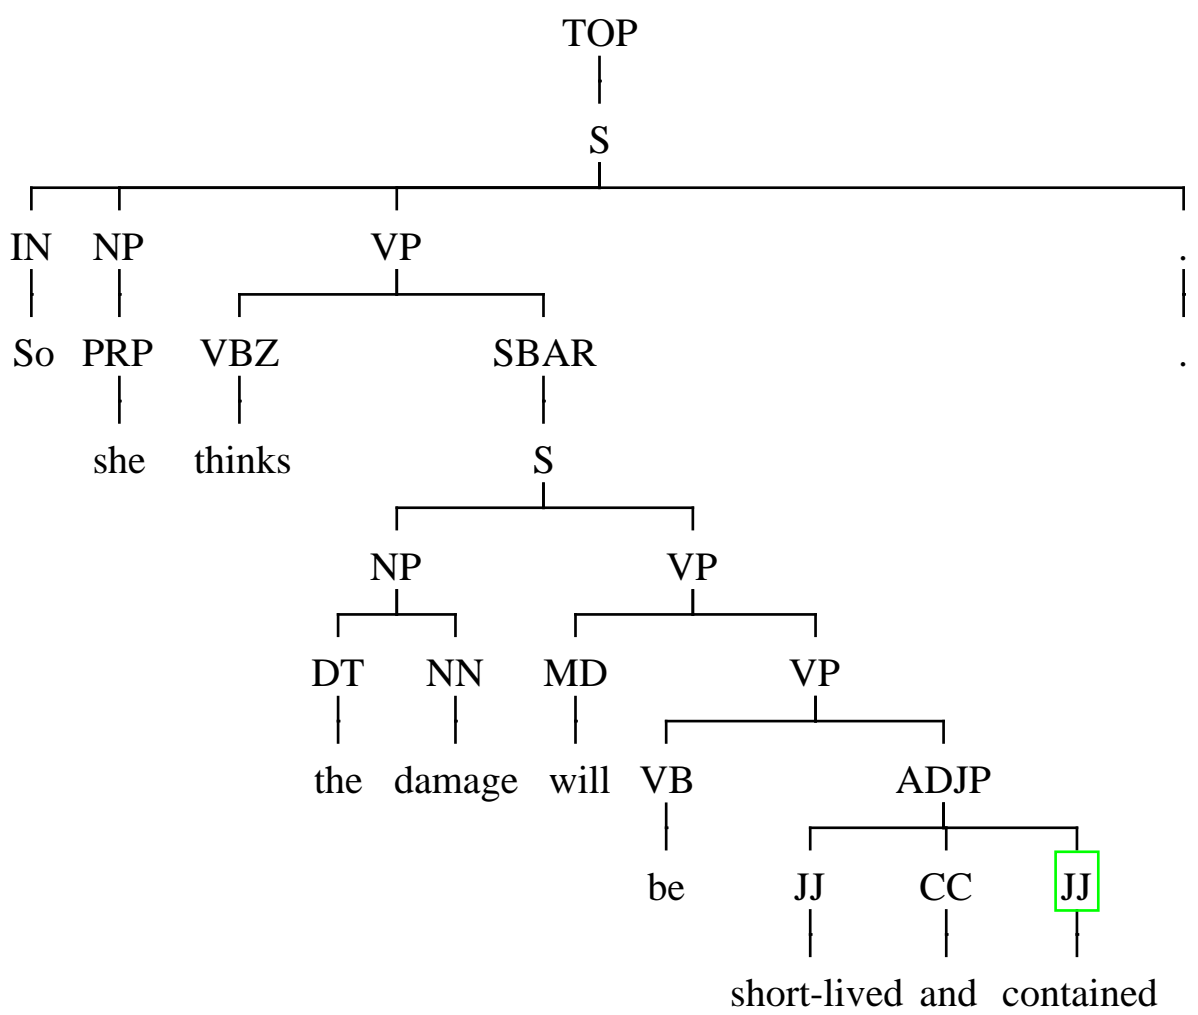 TOP
S
IN NP VP .
So PRP VBZ SBAR .
she thinks S
NP VP
DT NN MD VP
the damage will VB ADJP
be JJ CC JJ
short-lived and contained